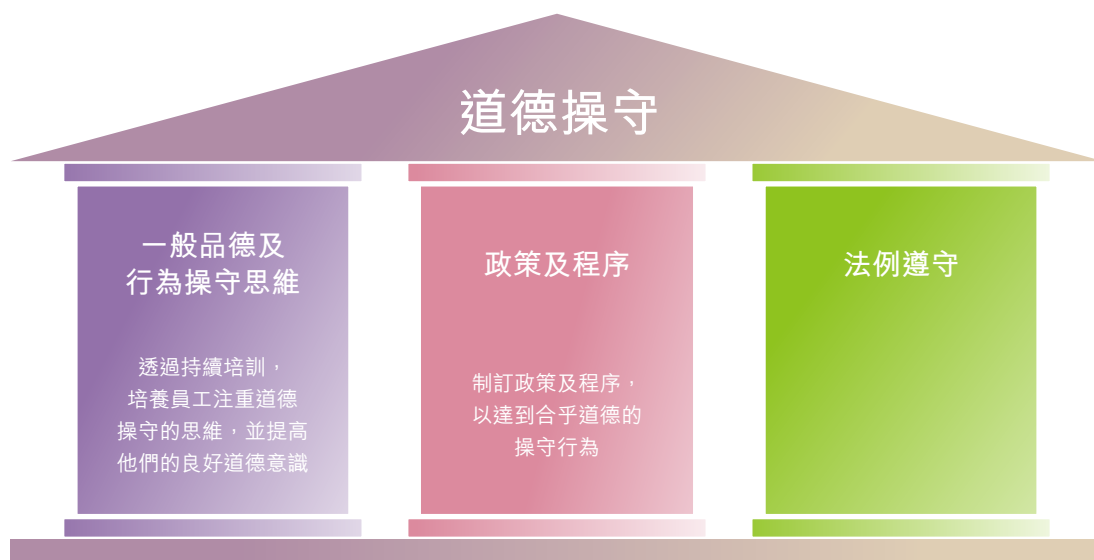 道德操守
一般品德及
行為操守思維
透過持續培訓，
培養員工注重道德
操守的思維，並提高
他們的良好道德意識
政策及程序
制訂政策及程序，
以達到合乎道德的
操守行為
法例遵守